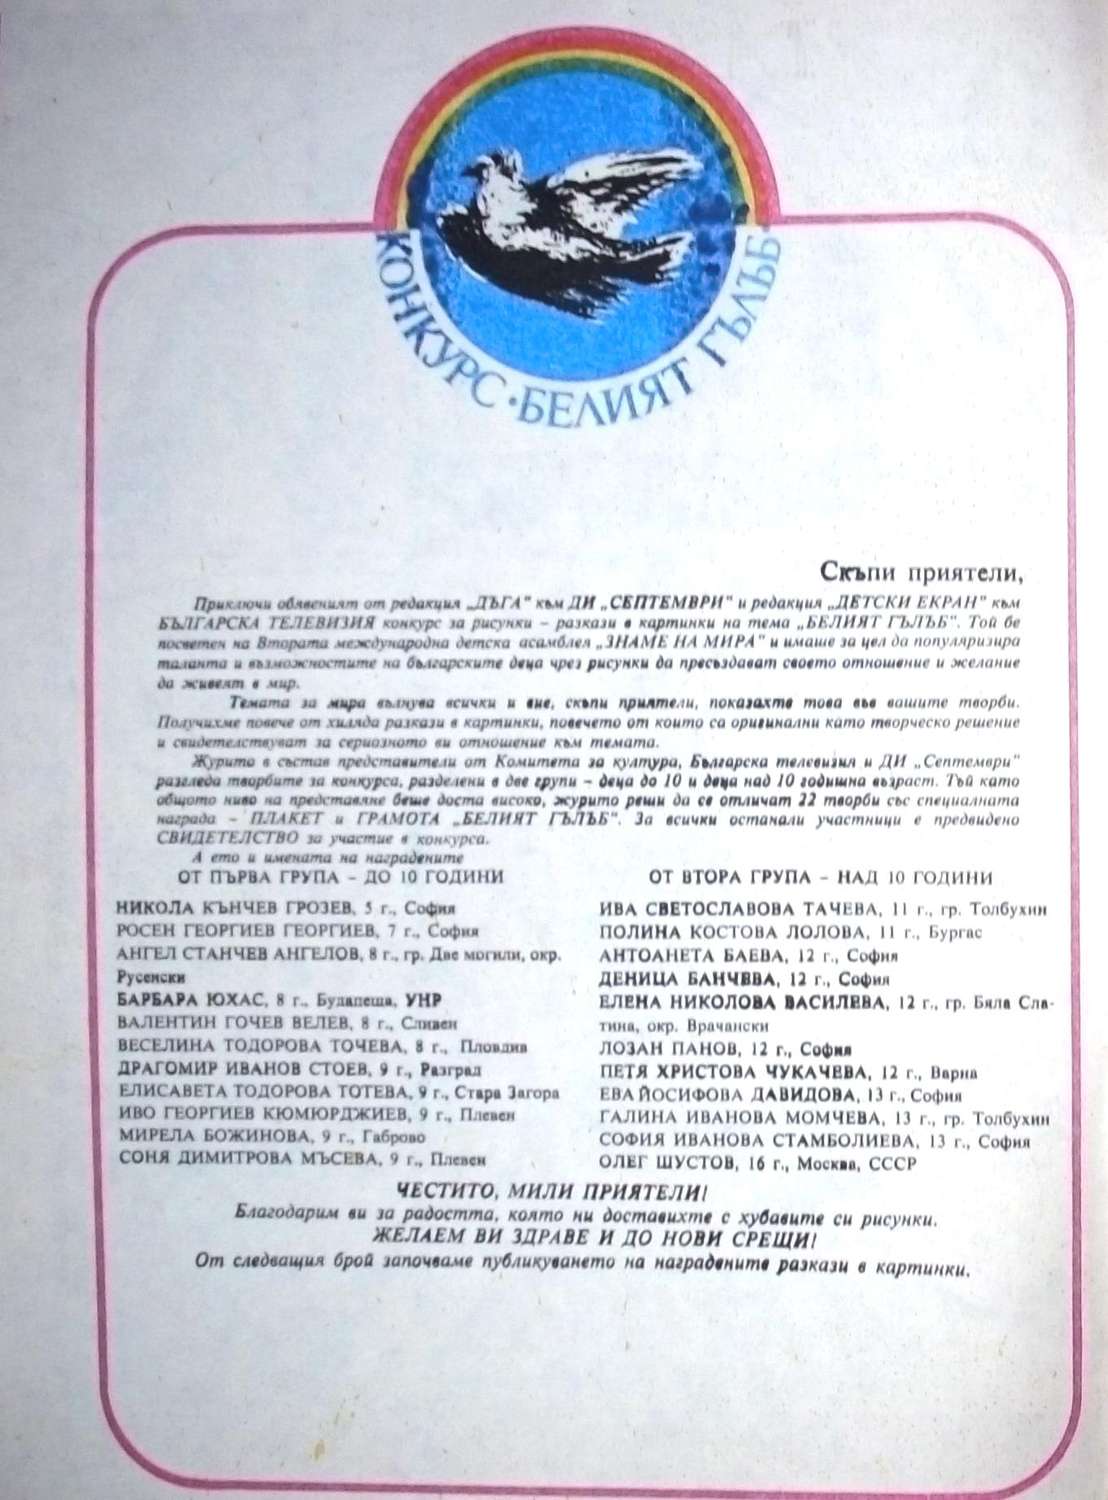 КОНКУРС · БЕЛИЯТ ГЪЛЪБ ·
Скъпи приятели,
Приключи обявеният от редакция „ДЪГА" към ДИ „СЕПТЕМВРИ" и редакция „ДЕТСКИ ЕКРАН" към
БЪЛГАРСКА ТЕЛЕВИЗИЯ конкурс за рисунки – разкази в картинки на тема „БЕЛИЯТ ГЪЛЪБ". Той бе
посветен на Втората международна детска асамблея „ЗНАМЕ НА МИРА" и имаше за цел да популяризира
таланта и възможностите на българските деца чрез рисунки да пресъздават своето отношение и желание
да живеят в мир.
Темата за мира вълнува всички и вие, скъпи приятели, показахте това във вашите творби.
Получихме повече от хиляда разкази в картинки, повечето от които са оригинални като творческо решение
и свидетелствуват за сериозното ви отношение към темата.
Журито в състав представители от Комитета за култура, Българска телевизия и ДИ „Септември"
разгледа творбите за конкурса, разделени в две групи – деца до 10 и деца над 10 годишна възраст. Тъй като
общото ниво на представяне беше доста високо, журито реши да се отличат 22 творби със специалната
награда – ПЛАКЕТ и ГРАМОТА „БЕЛИЯТ ГЪЛЪБ". За всички останали участници е предвидено
СВИДЕТЕЛСТВО за участие в конкурса.
А ето и имената на наградените
ОТ ПЪРВА ГРУПА – ДО 10 ГОДИНИ
НИКОЛА КЪНЧЕВ ГРОЗЕВ, 5 г., София
РОСЕН ГЕОРГИЕВ ГЕОРГИЕВ, 7 г., София
АНГЕЛ СТАНЧЕВ АНГЕЛОВ, 8 г., гр. Две могили, окр.
Русенски
БАРБАРА ЮХАС, 8 г., Будапеща, УНР
ВАЛЕНТИН ГОЧЕВ ВЕЛЕВ, 8 г., Сливен
ВЕСЕЛИНА ТОДОРОВА ТОЧЕВА, 8 г., Пловдив
ДРАГОМИР ИВАНОВ СТОЕВ, 9 г., Разград
ЕЛИСАВЕТА ТОДОРОВА ТОТЕВА, 9 г., Стара Загора
ИВО ГЕОРГИЕВ КЮМЮРДЖИЕВ, 9 г., Плевен
МИРЕЛА БОЖИНОВА, 9 г., Габрово
СОНЯ ДИМИТРОВА МЪСЕВА, 9 г., Плевен
ОТ ВТОРА ГРУПА – НАД 10 ГОДИНИ
ИВА СВЕТОСЛАВОВА ТАЧЕВА, 11 г., гр. Толбухин
ПОЛИНА КОСТОВА ЛОЛОВА, 11 г., Бургас
АНТОАНЕТА БАЕВА, 12 г., София
ДЕНИЦА БАНЧЕВА, 12 г., София
ЕЛЕНА НИКОЛОВА ВАСИЛЕВА, 12 г., гр. Бяла Сла-
тина, окр. Врачански
ЛОЗАН ПАНОВ, 12 г., София
ПЕТЯ ХРИСТОВА ЧУКАЧЕВА, 12 г., Варна
ЕВА ЙОСИФОВА ДАВИДОВА, 13 г., София
ГАЛИНА ИВАНОВА МОМЧЕВА, 13 г., гр. Толбухин
СОФИЯ ИВАНОВА СТАМБОЛИЕВА, 13 г., София
ОЛЕГ ШУСТОВ, 16 г., Москва, СССР
ЧЕСТИТО, МИЛИ ПРИЯТЕЛИ!
Благодарим ви за радостта, която ни доставихте с хубавите си рисунки.
ЖЕЛАЕМ ВИ ЗДРАВЕ И ДО НОВИ СРЕЩИ!
От следващия брой започваме публикуването на наградените разкази в картинки.